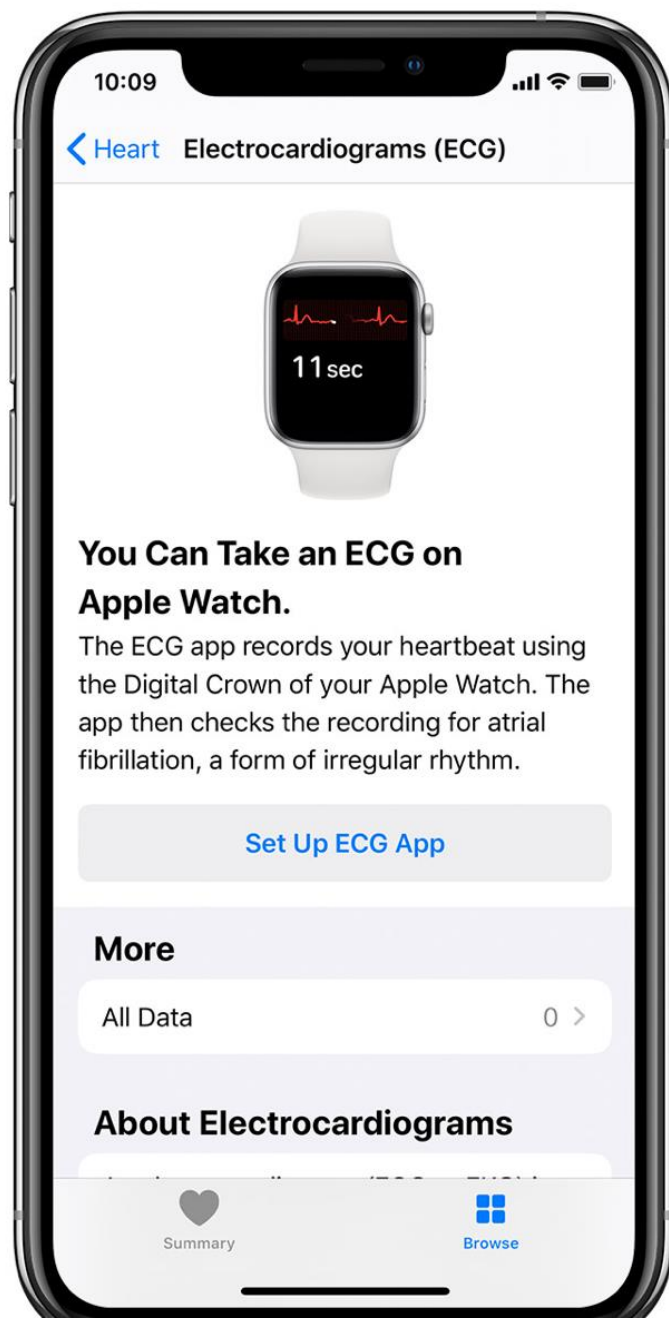 10:09
Heart Electrocardiograms (ECG)
11 sec
You Can Take an ECG on
Apple Watch.
The ECG app records your heartbeat using
the Digital Crown of your Apple Watch. The
app then checks the recording for atrial
fibrillation, a form of irregular rhythm.
Set Up ECG App
More
All Data 0
About Electrocardiograms
Summary Browse